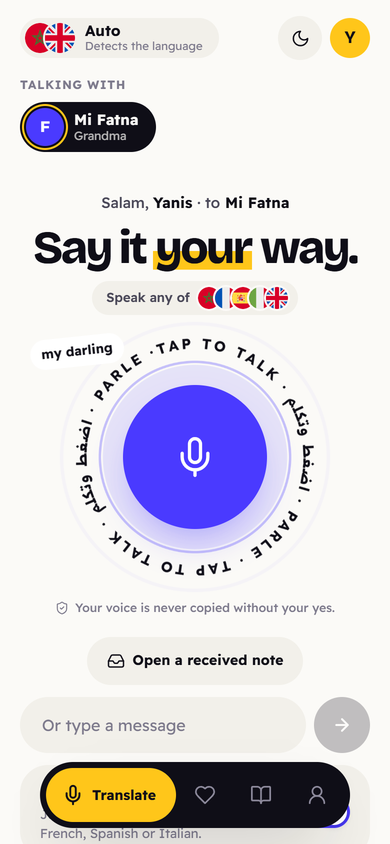 Auto
Detects the language
Y
TALKING WITH
F
Mi Fatna
Grandma
Salam, Yanis · to Mi Fatna
Say it your way.
Speak any of
my darling
TAP TO TALK · اضغط وتكلم · PARLE · TAP TO TALK · اضغط وتكلم · PARLE ·
Your voice is never copied without your yes.
Open a received note
Or type a message
Translate
French, Spanish or Italian.